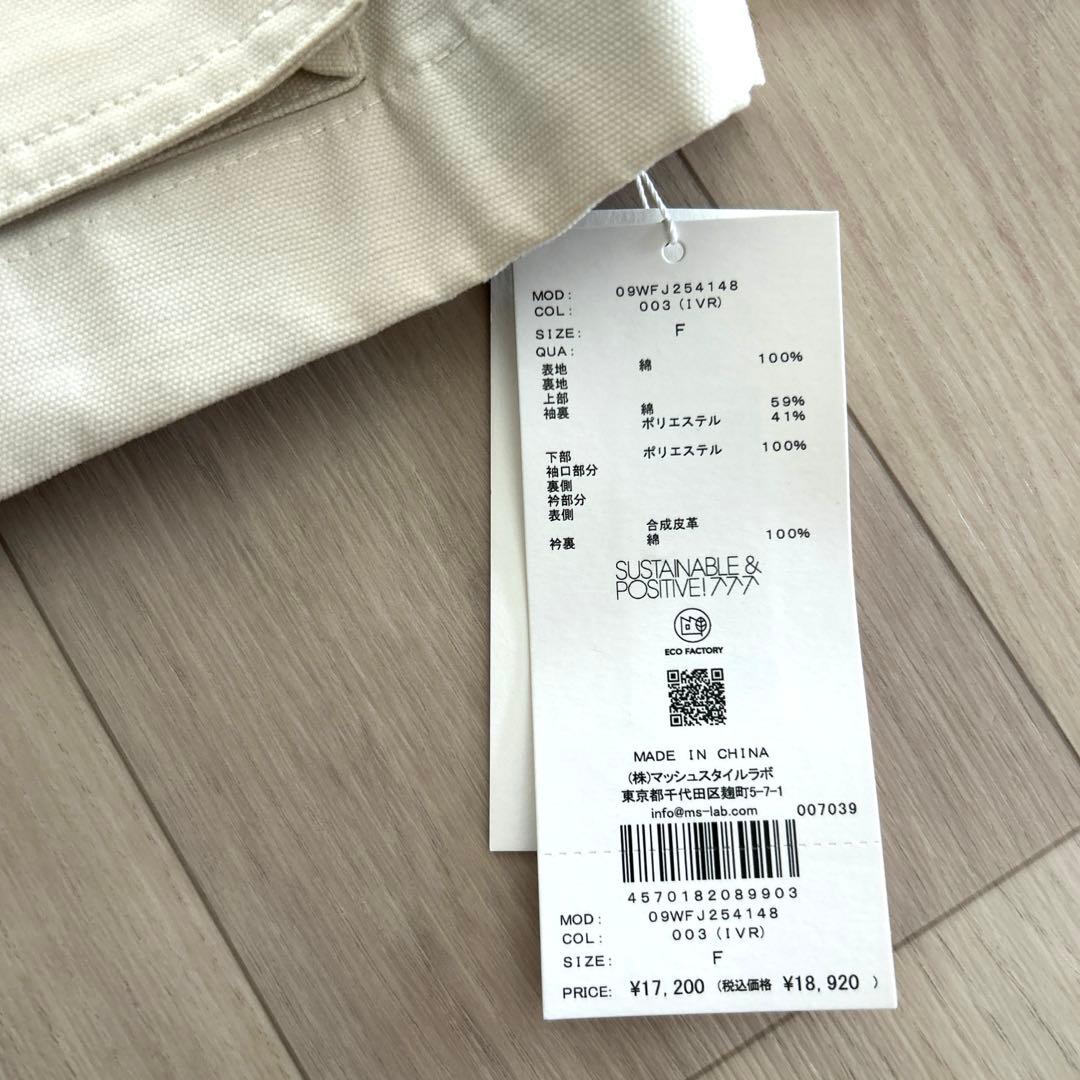 MOD: 09WFJ254148
COL: 003 (IVR)
SIZE: F
QUA:
表地 綿 100%
裏地
上部
袖裏 綿 59%
ポリエステル 41%
下部 ポリエステル 100%
袖口部分
裏側
衿部分
表側
合成皮革
衿裏 綿 100%
SUSTAINABLE &
POSITIVE! ↗↗↗
ECO FACTORY
MADE IN CHINA
(株)マッシュスタイルラボ
東京都千代田区麹町5-7-1
info@ms-lab.com 007039
4570182089903
MOD: 09WFJ254148
COL: 003 (IVR)
SIZE: F
PRICE: ¥17,200 (税込価格 ¥18,920 )